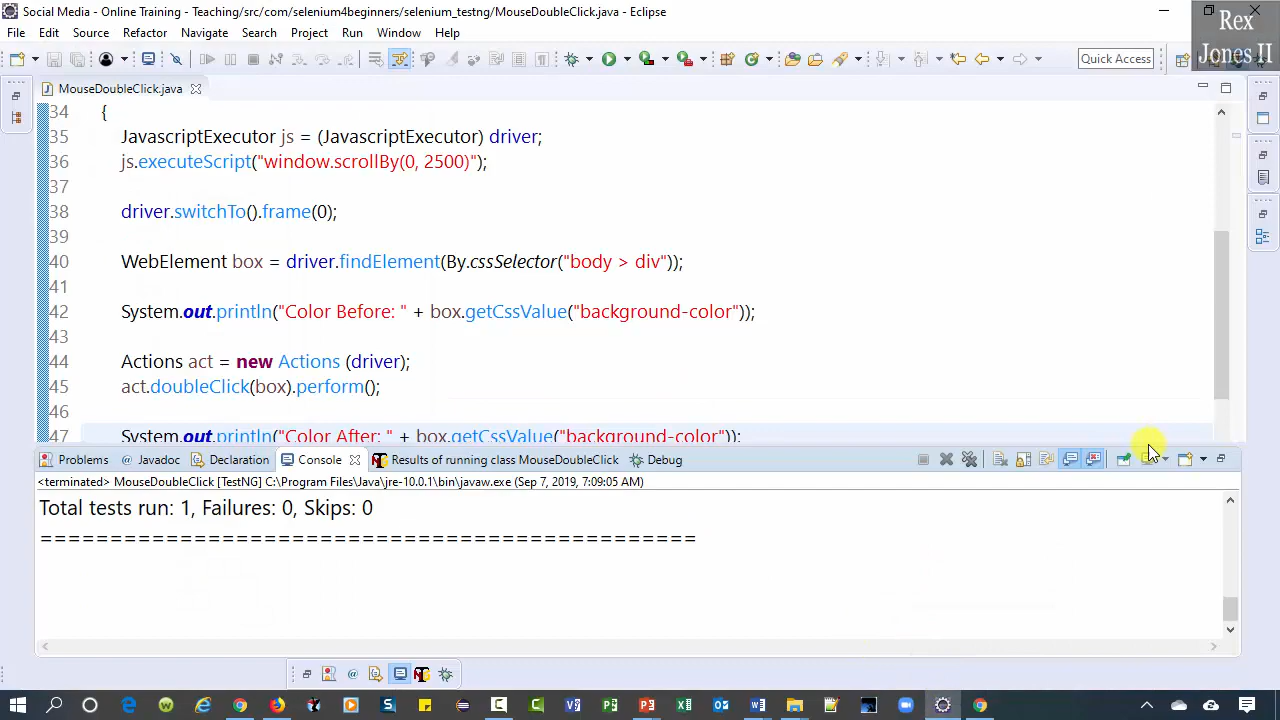 Social Media - Online Training - Teaching/src/com/selenium4beginners/selenium_testng/MouseDoubleClick.java - Eclipse
Rex
Jones II
File Edit Source Refactor Navigate Search Project Run Window Help
Quick Access
MouseDoubleClick.java
34 {
35 JavascriptExecutor js = (JavascriptExecutor) driver;
36 js.executeScript("window.scrollBy(0, 2500)");
37
38 driver.switchTo().frame(0);
39
40 WebElement box = driver.findElement(By.cssSelector("body > div"));
41
42 System.out.println("Color Before: " + box.getCssValue("background-color"));
43
44 Actions act = new Actions (driver);
45 act.doubleClick(box).perform();
46
47 System.out.println("Color After: " + box.getCssValue("background-color"));
Problems @ Javadoc Declaration Console Results of running class MouseDoubleClick Debug
<terminated> MouseDoubleClick [TestNG] C:\Program Files\Java\jre-10.0.1\bin\javaw.exe (Sep 7, 2019, 7:09:05 AM)
Total tests run: 1, Failures: 0, Skips: 0
===============================================